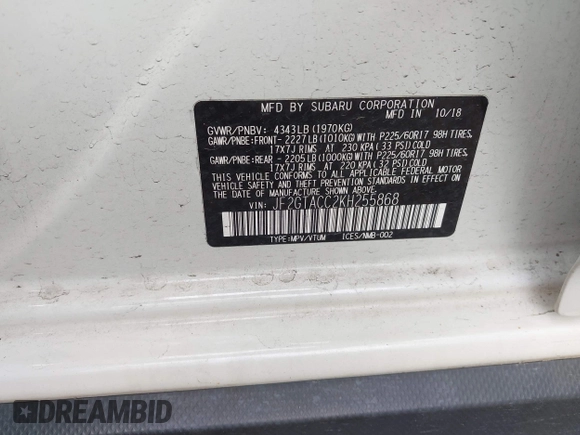 MFD BY SUBARU CORPORATION
MFD IN 10/18
GVWR/PNBV : 4343LB (1970KG)
GAWR/PNBE:FRONT- 2227LB (1010KG) WITH P225/60R17 98H TIRES.
17X7J RIMS AT 230 KPA (33 PSI) COLD
GAWR/PNBE:REAR - 2205LB (1000KG) WITH P225/60R17 98H TIRES.
17X7J RIMS AT 220 KPA (32 PSI) COLD
THIS VEHICLE CONFORMS TO ALL APPLICABLE FEDERAL MOTOR
VEHICLE SAFETY, BUMPER, AND THEFT PREVENTION STANDARDS
IN EFFECT ON THE DATE OF MANUFACTURE SHOWN ABOVE.
VIN: JF2GTACC2KH255868
TYPE:MPV/VTUM ICES/NMB-002
DREAMBID